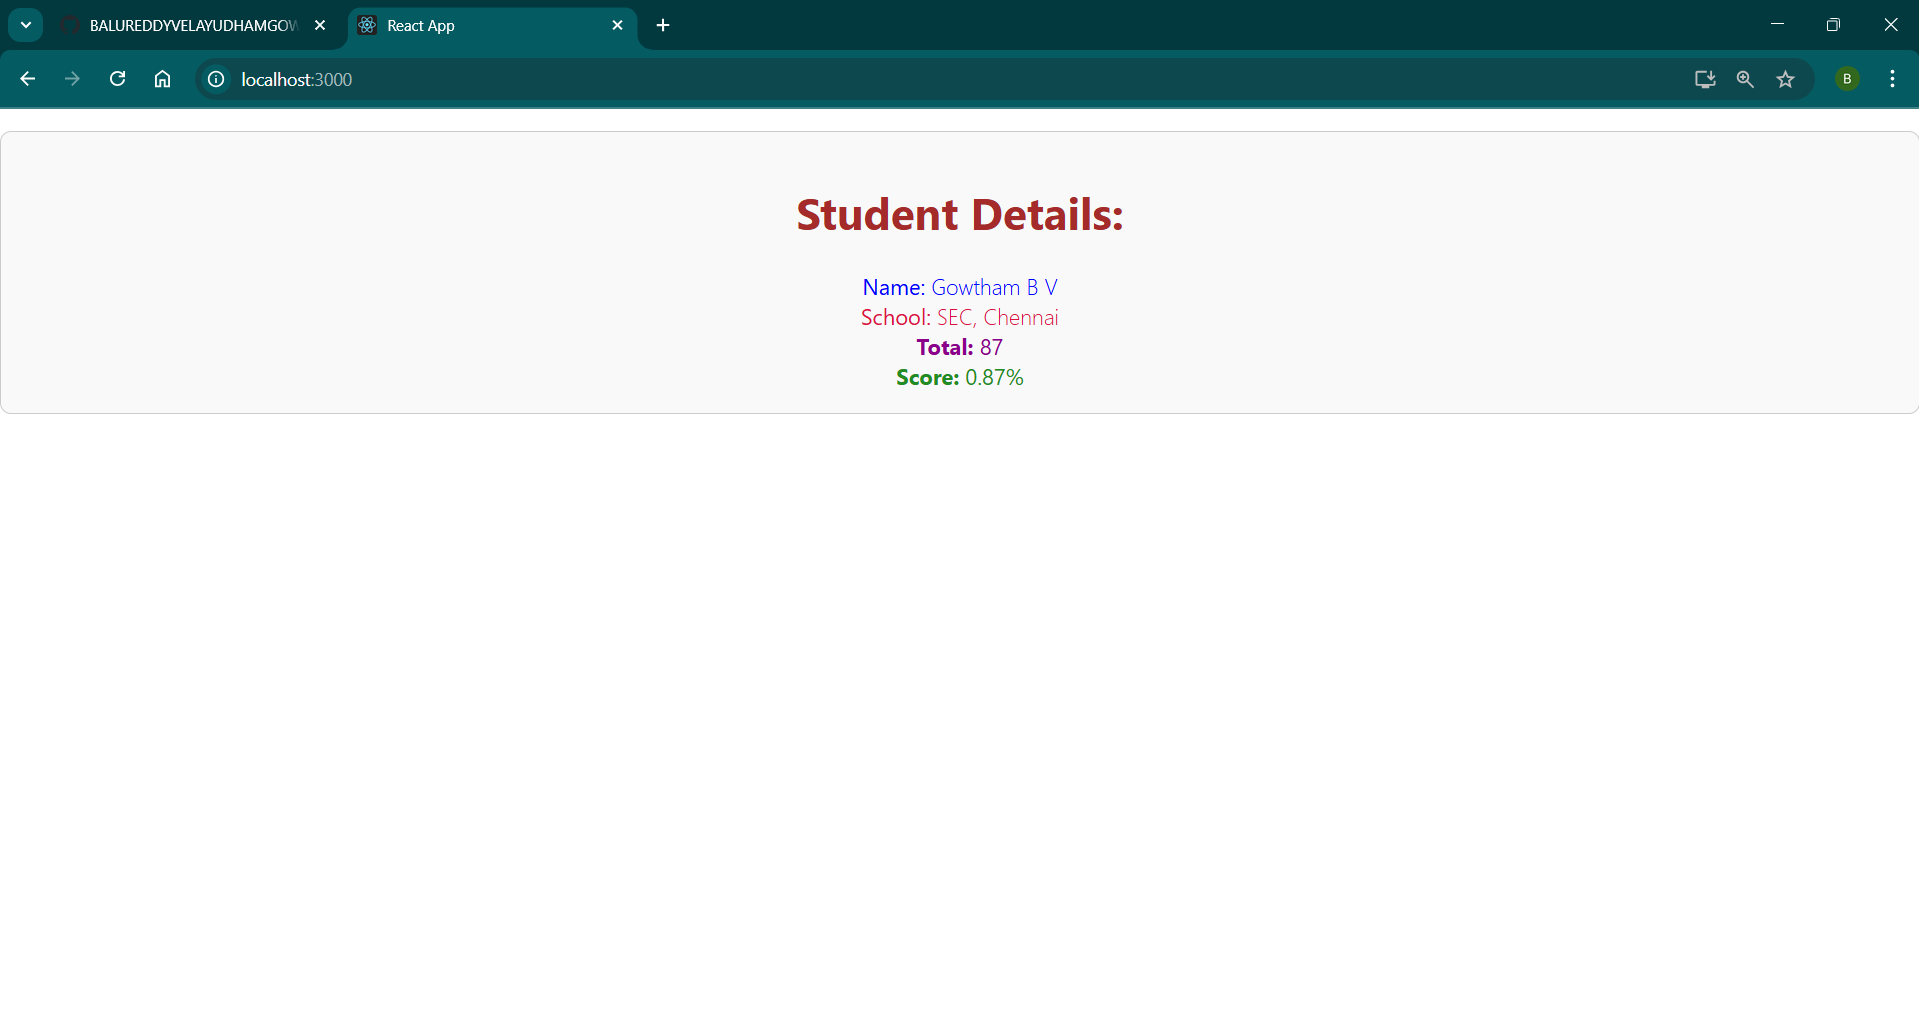 BALUREDDYVELAYUDHAMGOW
React App
localhost:3000
B
Student Details:
Name: Gowtham B V
School: SEC, Chennai
Total: 87
Score: 0.87%